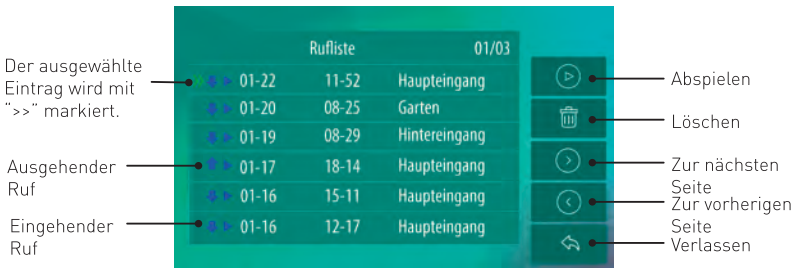 Rufliste 01/03
Der ausgewählte
Eintrag wird mit
">>" markiert.
>> 01-22 11-52 Haupteingang
01-20 08-25 Garten
01-19 08-29 Hintereingang
Ausgehender
Ruf
01-17 18-14 Haupteingang
01-16 15-11 Haupteingang
Eingehender
Ruf
01-16 12-17 Haupteingang
Abspielen
Löschen
Zur nächsten
Seite
Zur vorherigen
Seite
Verlassen